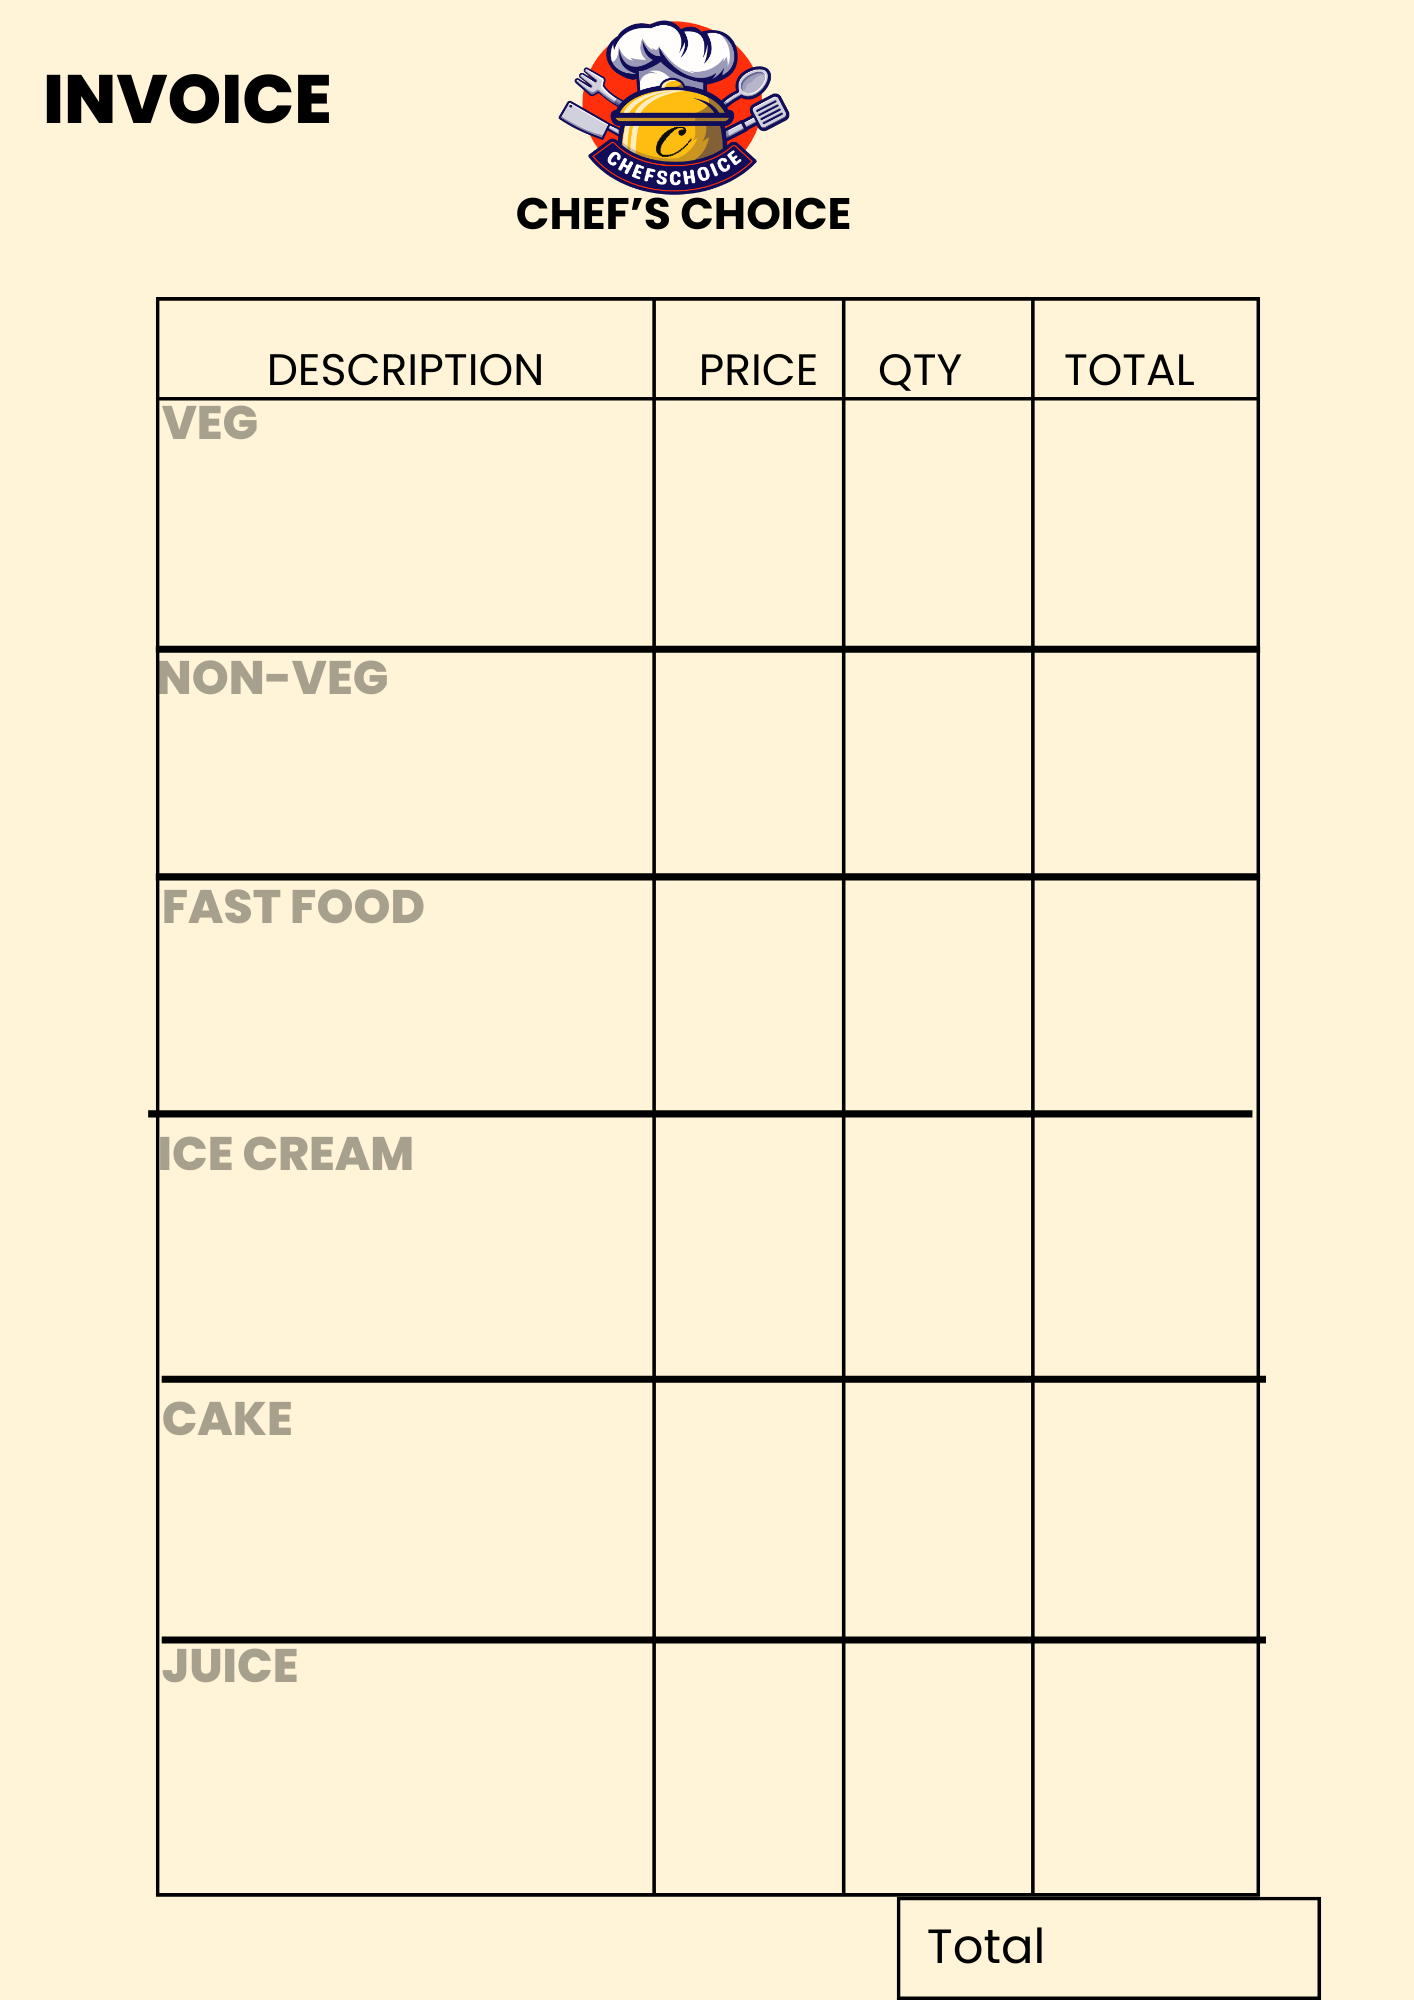 INVOICE
C
CHEFSCHOICE
CHEF’S CHOICE
DESCRIPTION PRICE QTY TOTAL
VEG
NON-VEG
FAST FOOD
ICE CREAM
CAKE
JUICE
Total